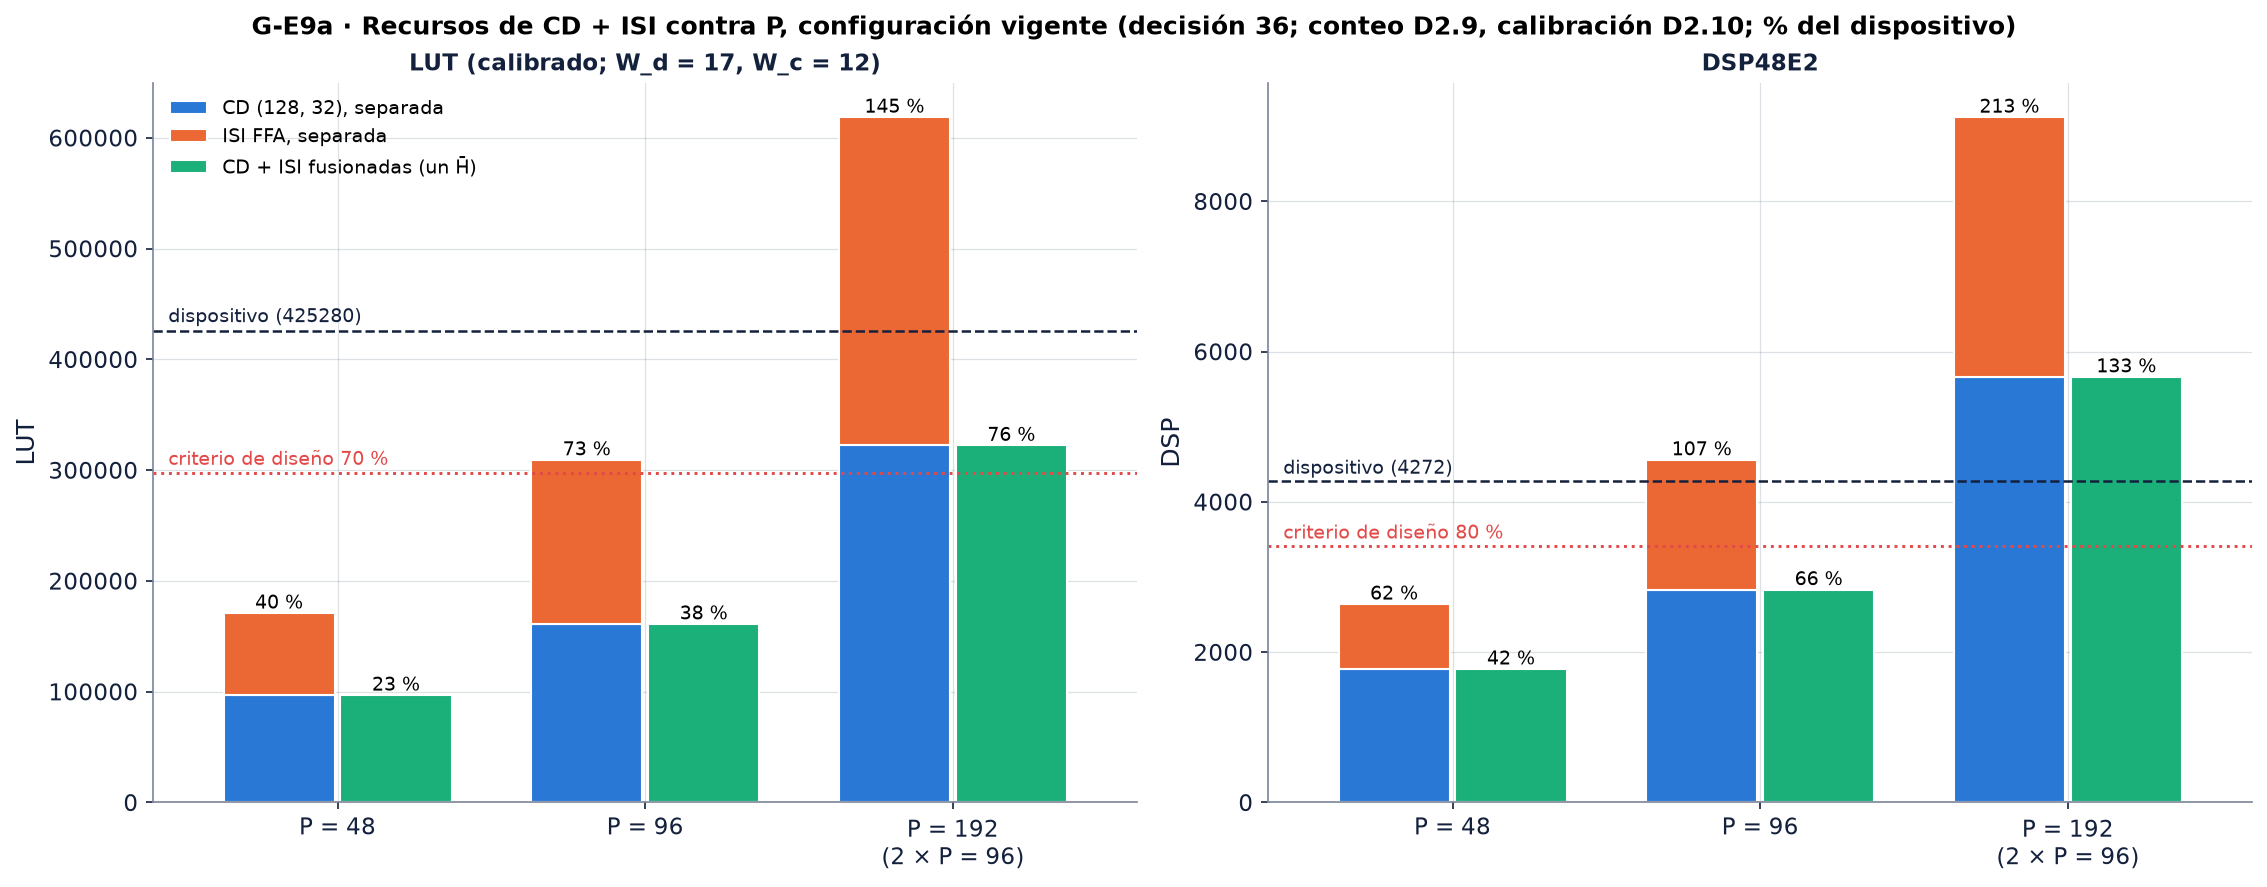 G-E9a · Recursos de CD + ISI contra P, configuración vigente (decisión 36; conteo D2.9, calibración D2.10; % del dispositivo)
LUT (calibrado; W_d = 17, W_c = 12)
CD (128, 32), separada
ISI FFA, separada
CD + ISI fusionadas (un H̄)
LUT
600000
500000
400000
300000
200000
100000
0
dispositivo (425280)
criterio de diseño 70 %
40 %
23 %
73 %
38 %
145 %
76 %
P = 48
P = 96
P = 192
(2 × P = 96)
DSP48E2
DSP
8000
6000
4000
2000
0
dispositivo (4272)
criterio de diseño 80 %
62 %
42 %
107 %
66 %
213 %
133 %
P = 48
P = 96
P = 192
(2 × P = 96)